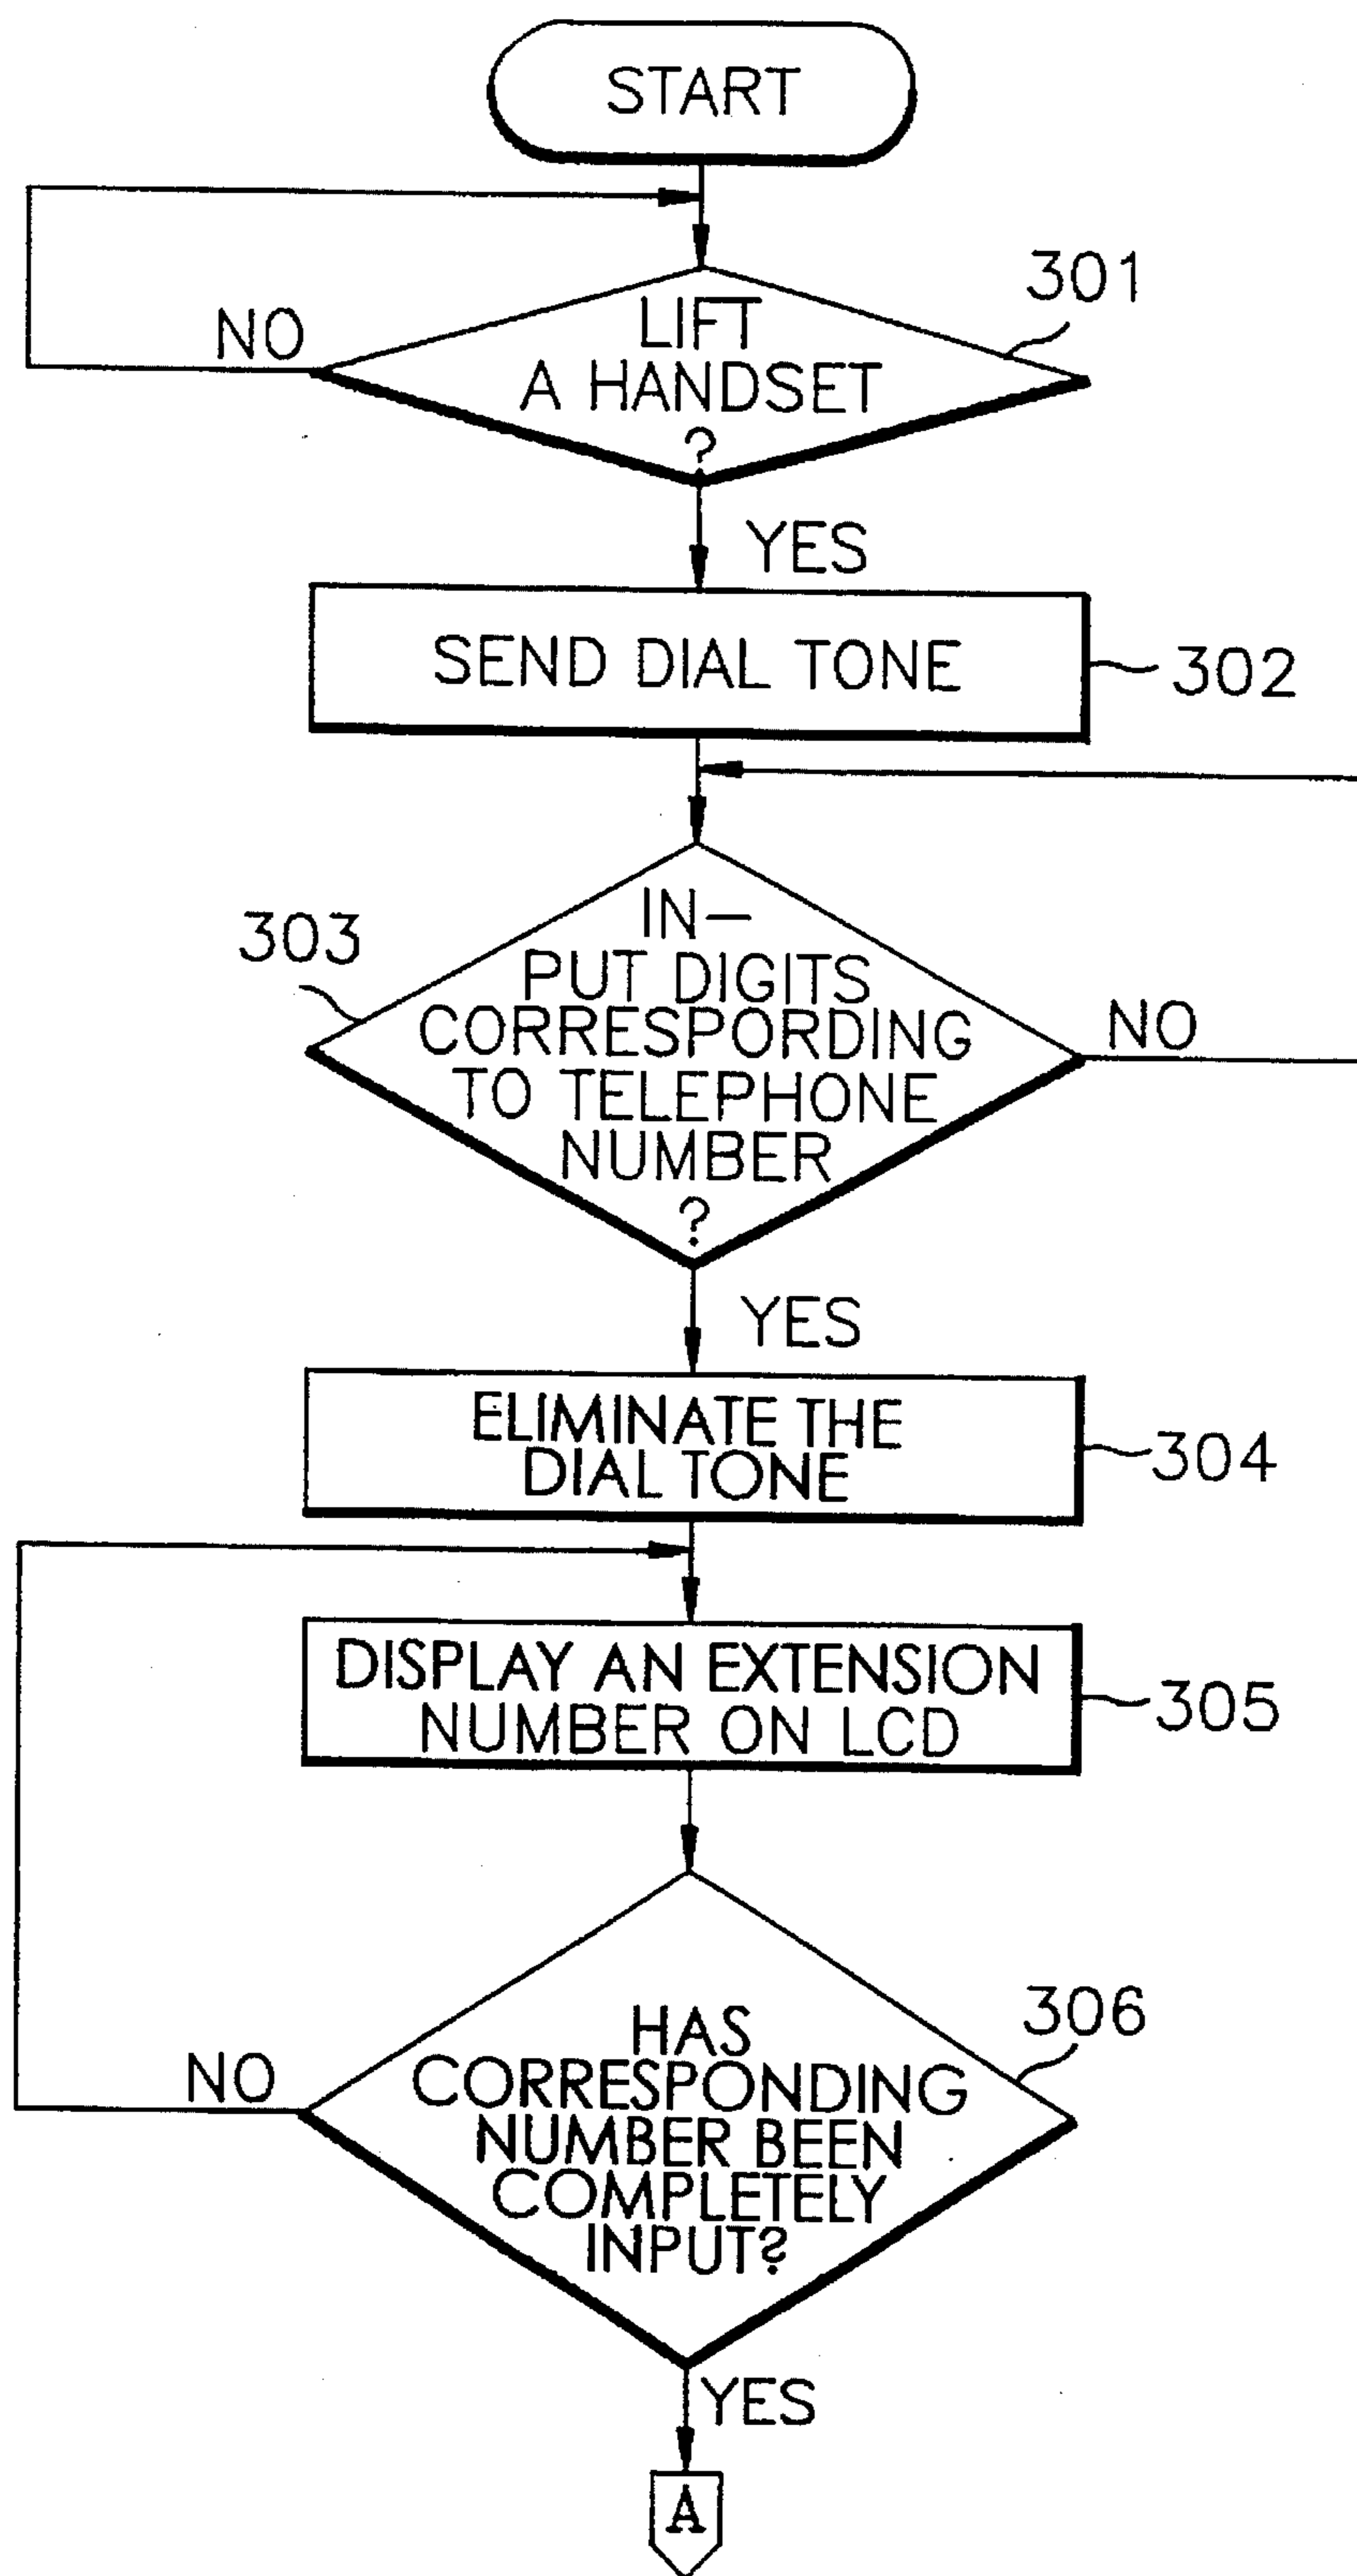 START
301
LIFT
NO
A HANDSET
?
YES
SEND DIAL TONE
302
IN-
303
PUT DIGITS
CORRESPORDING
NO
TO TELEPHONE
NUMBER
?
YES
ELIMINATE THE
304
DIAL TONE
DISPLAY AN EXTENSION
305
NUMBER ON LCD
306
HAS
NO
CORRESPONDING
NUMBER BEEN
COMPLETELY
INPUT?
YES
A